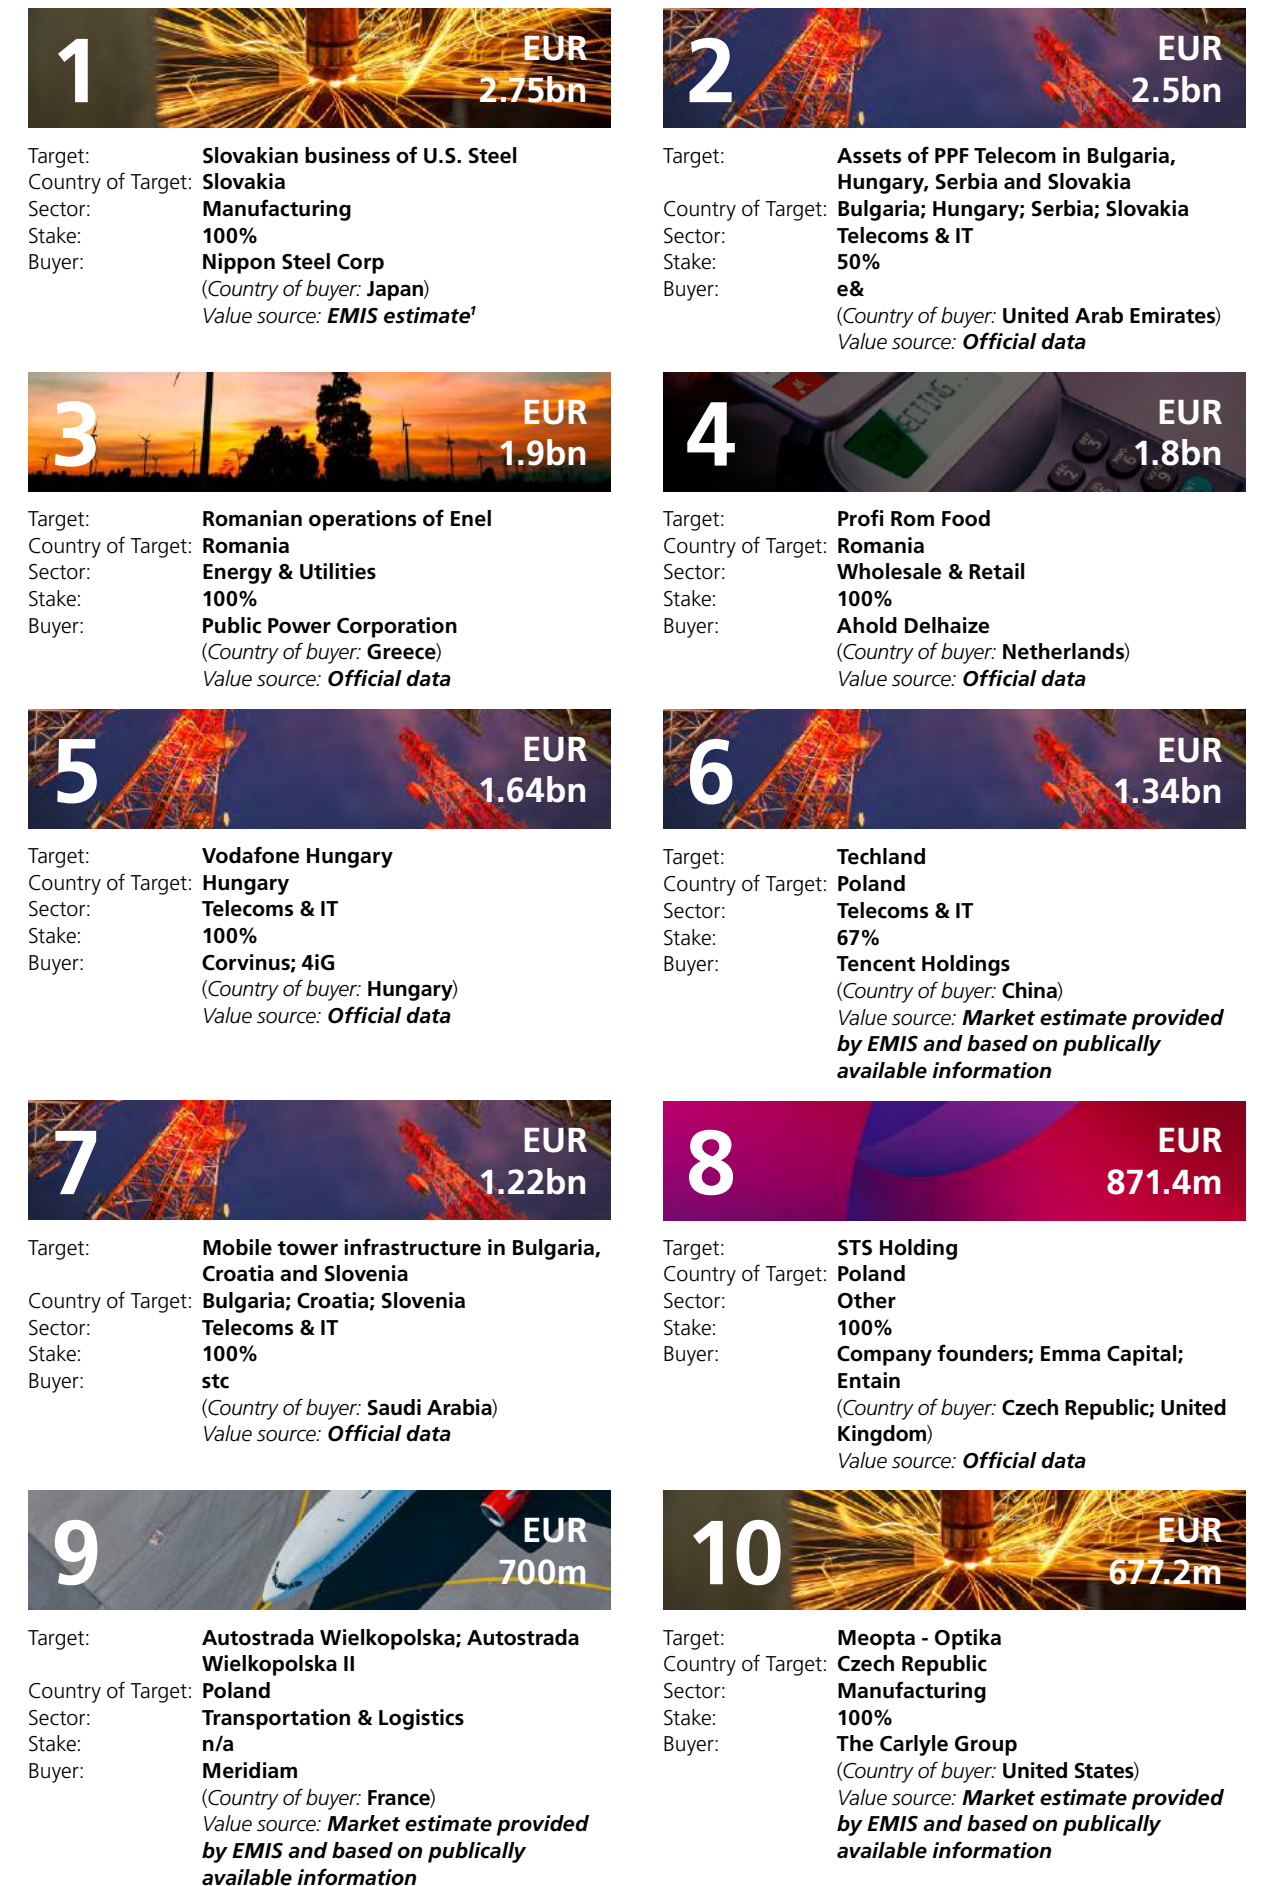 1
EUR
2.75bn
Target: Slovakian business of U.S. Steel
Country of Target: Slovakia
Sector: Manufacturing
Stake: 100%
Buyer: Nippon Steel Corp
(Country of buyer: Japan)
Value source: EMIS estimate¹
2
EUR
2.5bn
Target: Assets of PPF Telecom in Bulgaria,
Hungary, Serbia and Slovakia
Country of Target: Bulgaria; Hungary; Serbia; Slovakia
Sector: Telecoms & IT
Stake: 50%
Buyer: e&
(Country of buyer: United Arab Emirates)
Value source: Official data
3
EUR
1.9bn
Target: Romanian operations of Enel
Country of Target: Romania
Sector: Energy & Utilities
Stake: 100%
Buyer: Public Power Corporation
(Country of buyer: Greece)
Value source: Official data
4
EUR
1.8bn
Target: Profi Rom Food
Country of Target: Romania
Sector: Wholesale & Retail
Stake: 100%
Buyer: Ahold Delhaize
(Country of buyer: Netherlands)
Value source: Official data
5
EUR
1.64bn
Target: Vodafone Hungary
Country of Target: Hungary
Sector: Telecoms & IT
Stake: 100%
Buyer: Corvinus; 4iG
(Country of buyer: Hungary)
Value source: Official data
6
EUR
1.34bn
Target: Techland
Country of Target: Poland
Sector: Telecoms & IT
Stake: 67%
Buyer: Tencent Holdings
(Country of buyer: China)
Value source: Market estimate provided
by EMIS and based on publically
available information
7
EUR
1.22bn
Target: Mobile tower infrastructure in Bulgaria,
Croatia and Slovenia
Country of Target: Bulgaria; Croatia; Slovenia
Sector: Telecoms & IT
Stake: 100%
Buyer: stc
(Country of buyer: Saudi Arabia)
Value source: Official data
8
EUR
871.4m
Target: STS Holding
Country of Target: Poland
Sector: Other
Stake: 100%
Buyer: Company founders; Emma Capital;
Entain
(Country of buyer: Czech Republic; United
Kingdom)
Value source: Official data
9
EUR
700m
Target: Autostrada Wielkopolska; Autostrada
Wielkopolska II
Country of Target: Poland
Sector: Transportation & Logistics
Stake: n/a
Buyer: Meridiam
(Country of buyer: France)
Value source: Market estimate provided
by EMIS and based on publically
available information
10
EUR
677.2m
Target: Meopta - Optika
Country of Target: Czech Republic
Sector: Manufacturing
Stake: 100%
Buyer: The Carlyle Group
(Country of buyer: United States)
Value source: Market estimate provided
by EMIS and based on publically
available information